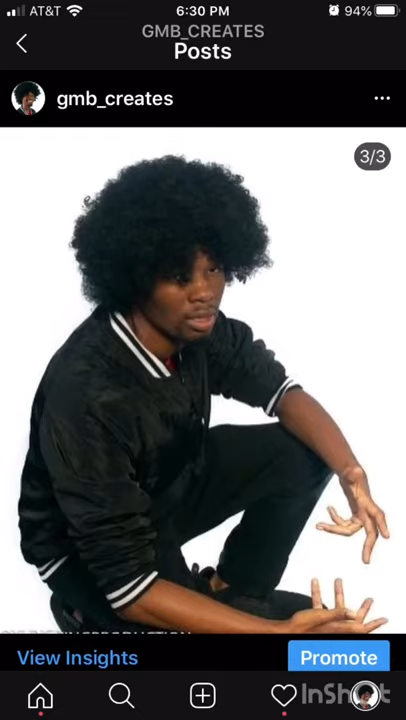 AT&T 6:30 PM 94%
GMB_CREATES
Posts
gmb_creates
3/3
View Insights
Promote
InShot